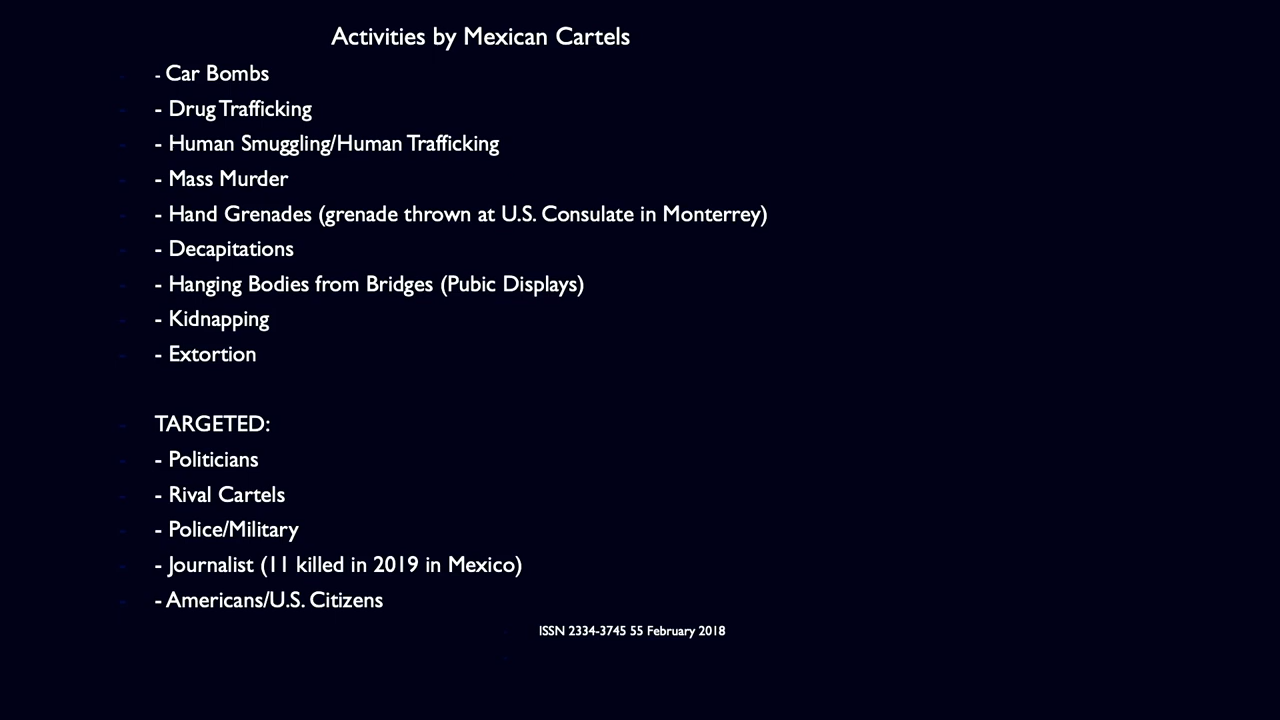 Activities by Mexican Cartels
- Car Bombs
- Drug Trafficking
- Human Smuggling/Human Trafficking
- Mass Murder
- Hand Grenades (grenade thrown at U.S. Consulate in Monterrey)
- Decapitations
- Hanging Bodies from Bridges (Pubic Displays)
- Kidnapping
- Extortion
TARGETED:
- Politicians
- Rival Cartels
- Police/Military
- Journalist (11 killed in 2019 in Mexico)
- Americans/U.S. Citizens
ISSN 2334-3745 55 February 2018